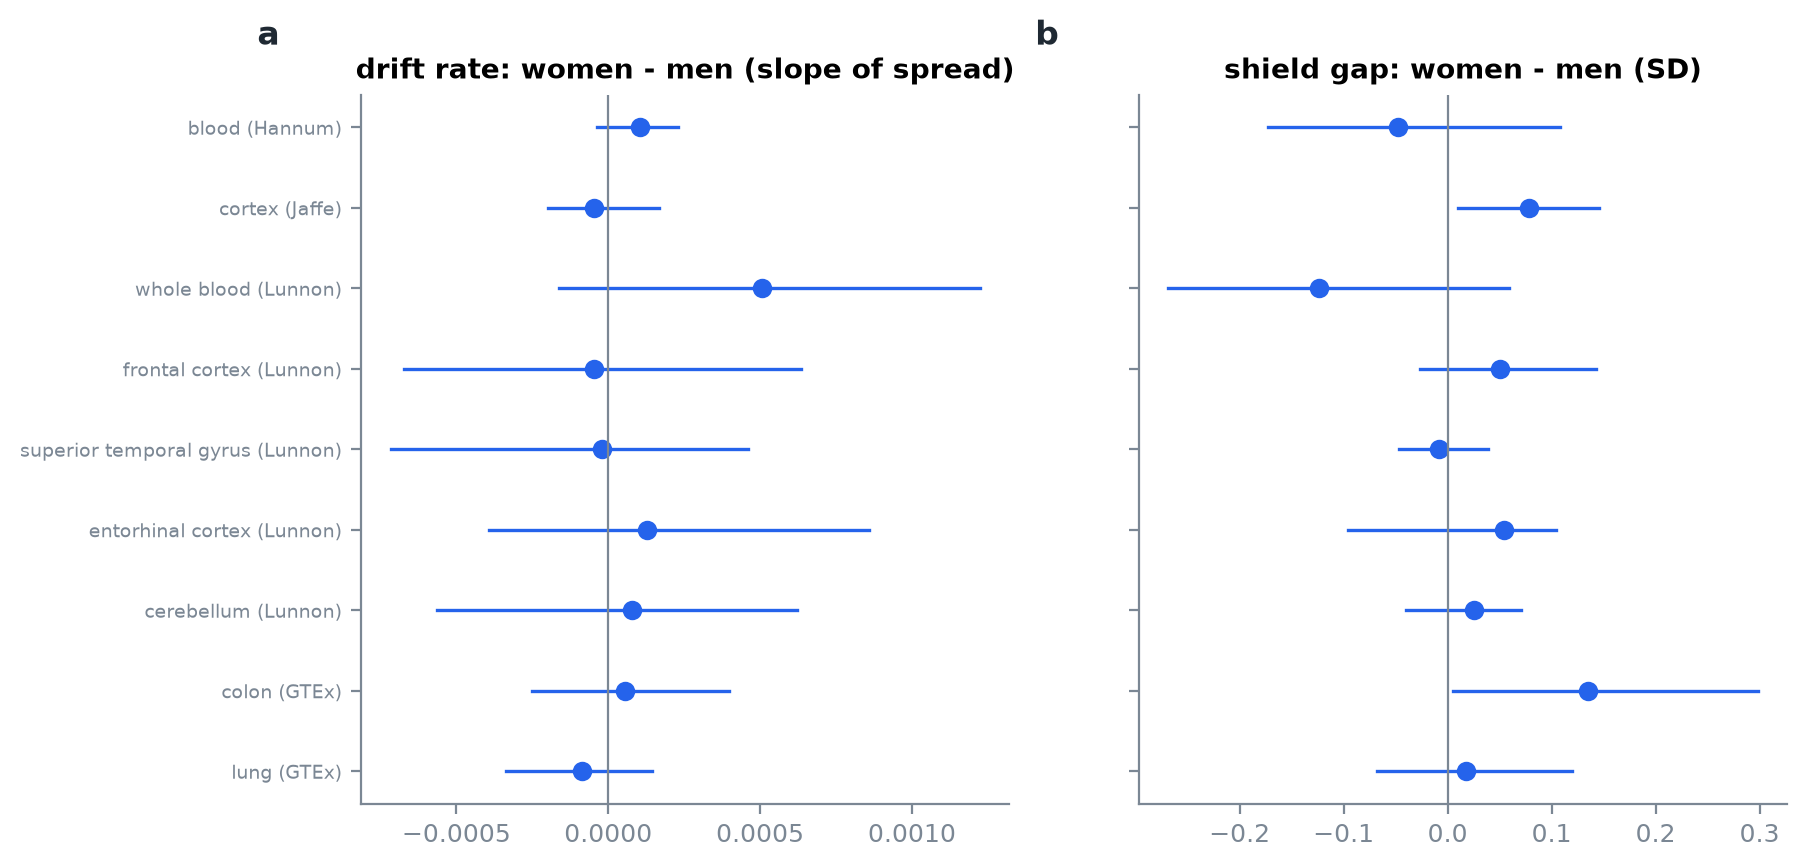 a
drift rate: women - men (slope of spread)
blood (Hannum)
cortex (Jaffe)
whole blood (Lunnon)
frontal cortex (Lunnon)
superior temporal gyrus (Lunnon)
entorhinal cortex (Lunnon)
cerebellum (Lunnon)
colon (GTEx)
lung (GTEx)
−0.0005 0.0000 0.0005 0.0010
b
shield gap: women - men (SD)
−0.2 −0.1 0.0 0.1 0.2 0.3